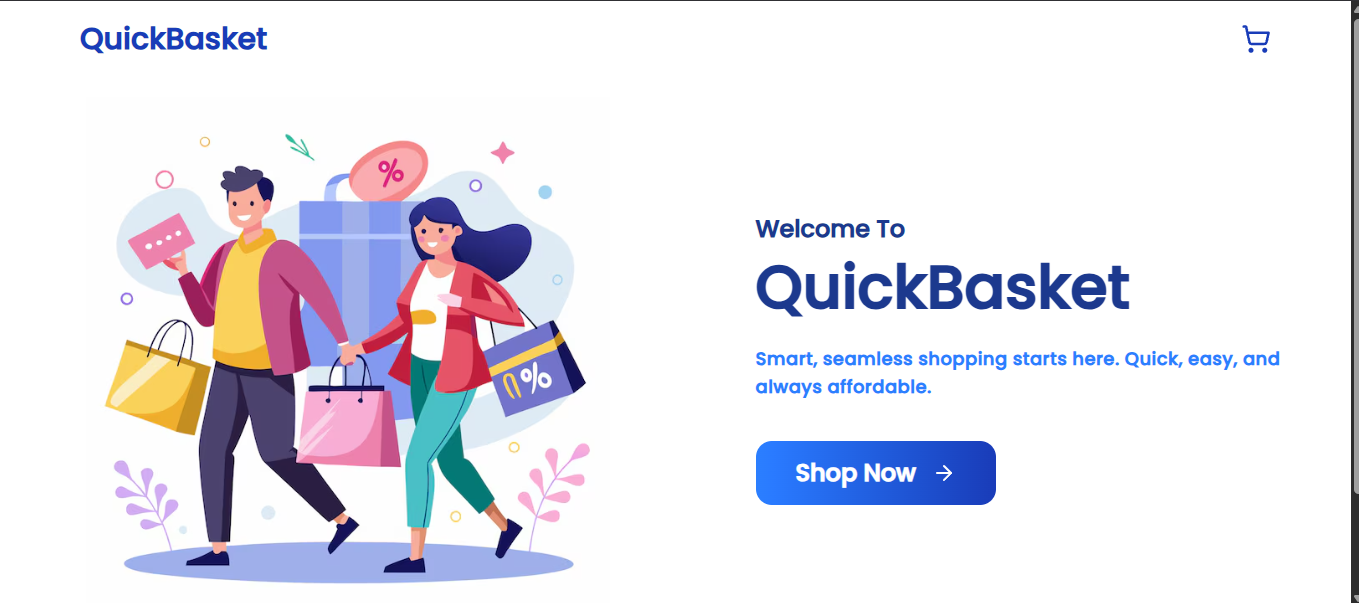 QuickBasket
%
%
Welcome To
QuickBasket
Smart, seamless shopping starts here. Quick, easy, and
always affordable.
Shop Now